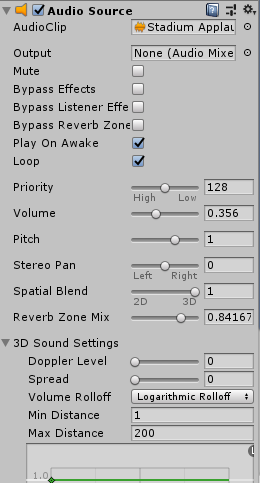 Audio Source
AudioClip Stadium Applau
Output None (Audio Mixe
Mute
Bypass Effects
Bypass Listener Effe
Bypass Reverb Zone
Play On Awake
Loop
Priority 128
High Low
Volume 0.356
Pitch 1
Stereo Pan 0
Left Right
Spatial Blend 1
2D 3D
Reverb Zone Mix 0.84167
3D Sound Settings
Doppler Level 0
Spread 0
Volume Rolloff Logarithmic Rolloff
Min Distance 1
Max Distance 200
1.0